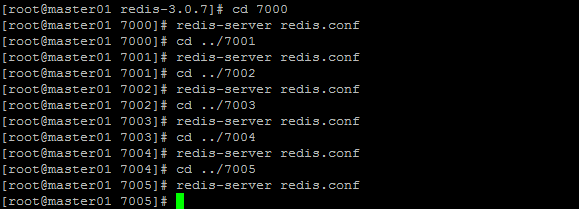 [root@master01 redis-3.0.7]# cd 7000
[root@master01 7000]# redis-server redis.conf
[root@master01 7000]# cd ../7001
[root@master01 7001]# redis-server redis.conf
[root@master01 7001]# cd ../7002
[root@master01 7002]# redis-server redis.conf
[root@master01 7002]# cd ../7003
[root@master01 7003]# redis-server redis.conf
[root@master01 7003]# cd ../7004
[root@master01 7004]# redis-server redis.conf
[root@master01 7004]# cd ../7005
[root@master01 7005]# redis-server redis.conf
[root@master01 7005]#